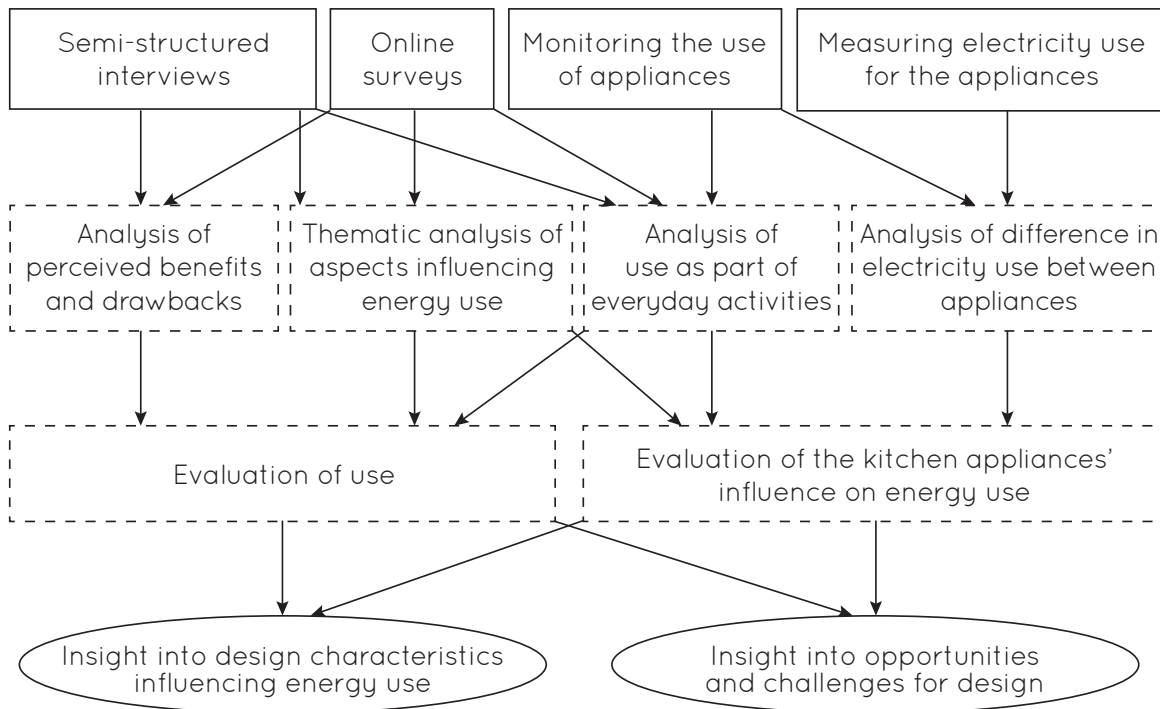 Semi-structured
interviews
Online
surveys
Monitoring the use
of appliances
Measuring electricity use
for the appliances
Analysis of
perceived benefits
and drawbacks
Thematic analysis of
aspects influencing
energy use
Analysis of
use as part of
everyday activities
Analysis of difference in
electricity use between
appliances
Evaluation of use
Evaluation of the kitchen appliances’
influence on energy use
Insight into design characteristics
influencing energy use
Insight into opportunities
and challenges for design